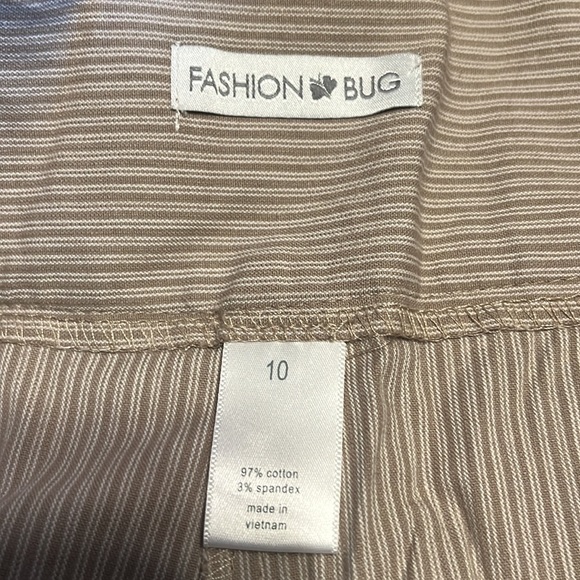 FASHION BUG
10
97% cotton
3% spandex
made in
vietnam